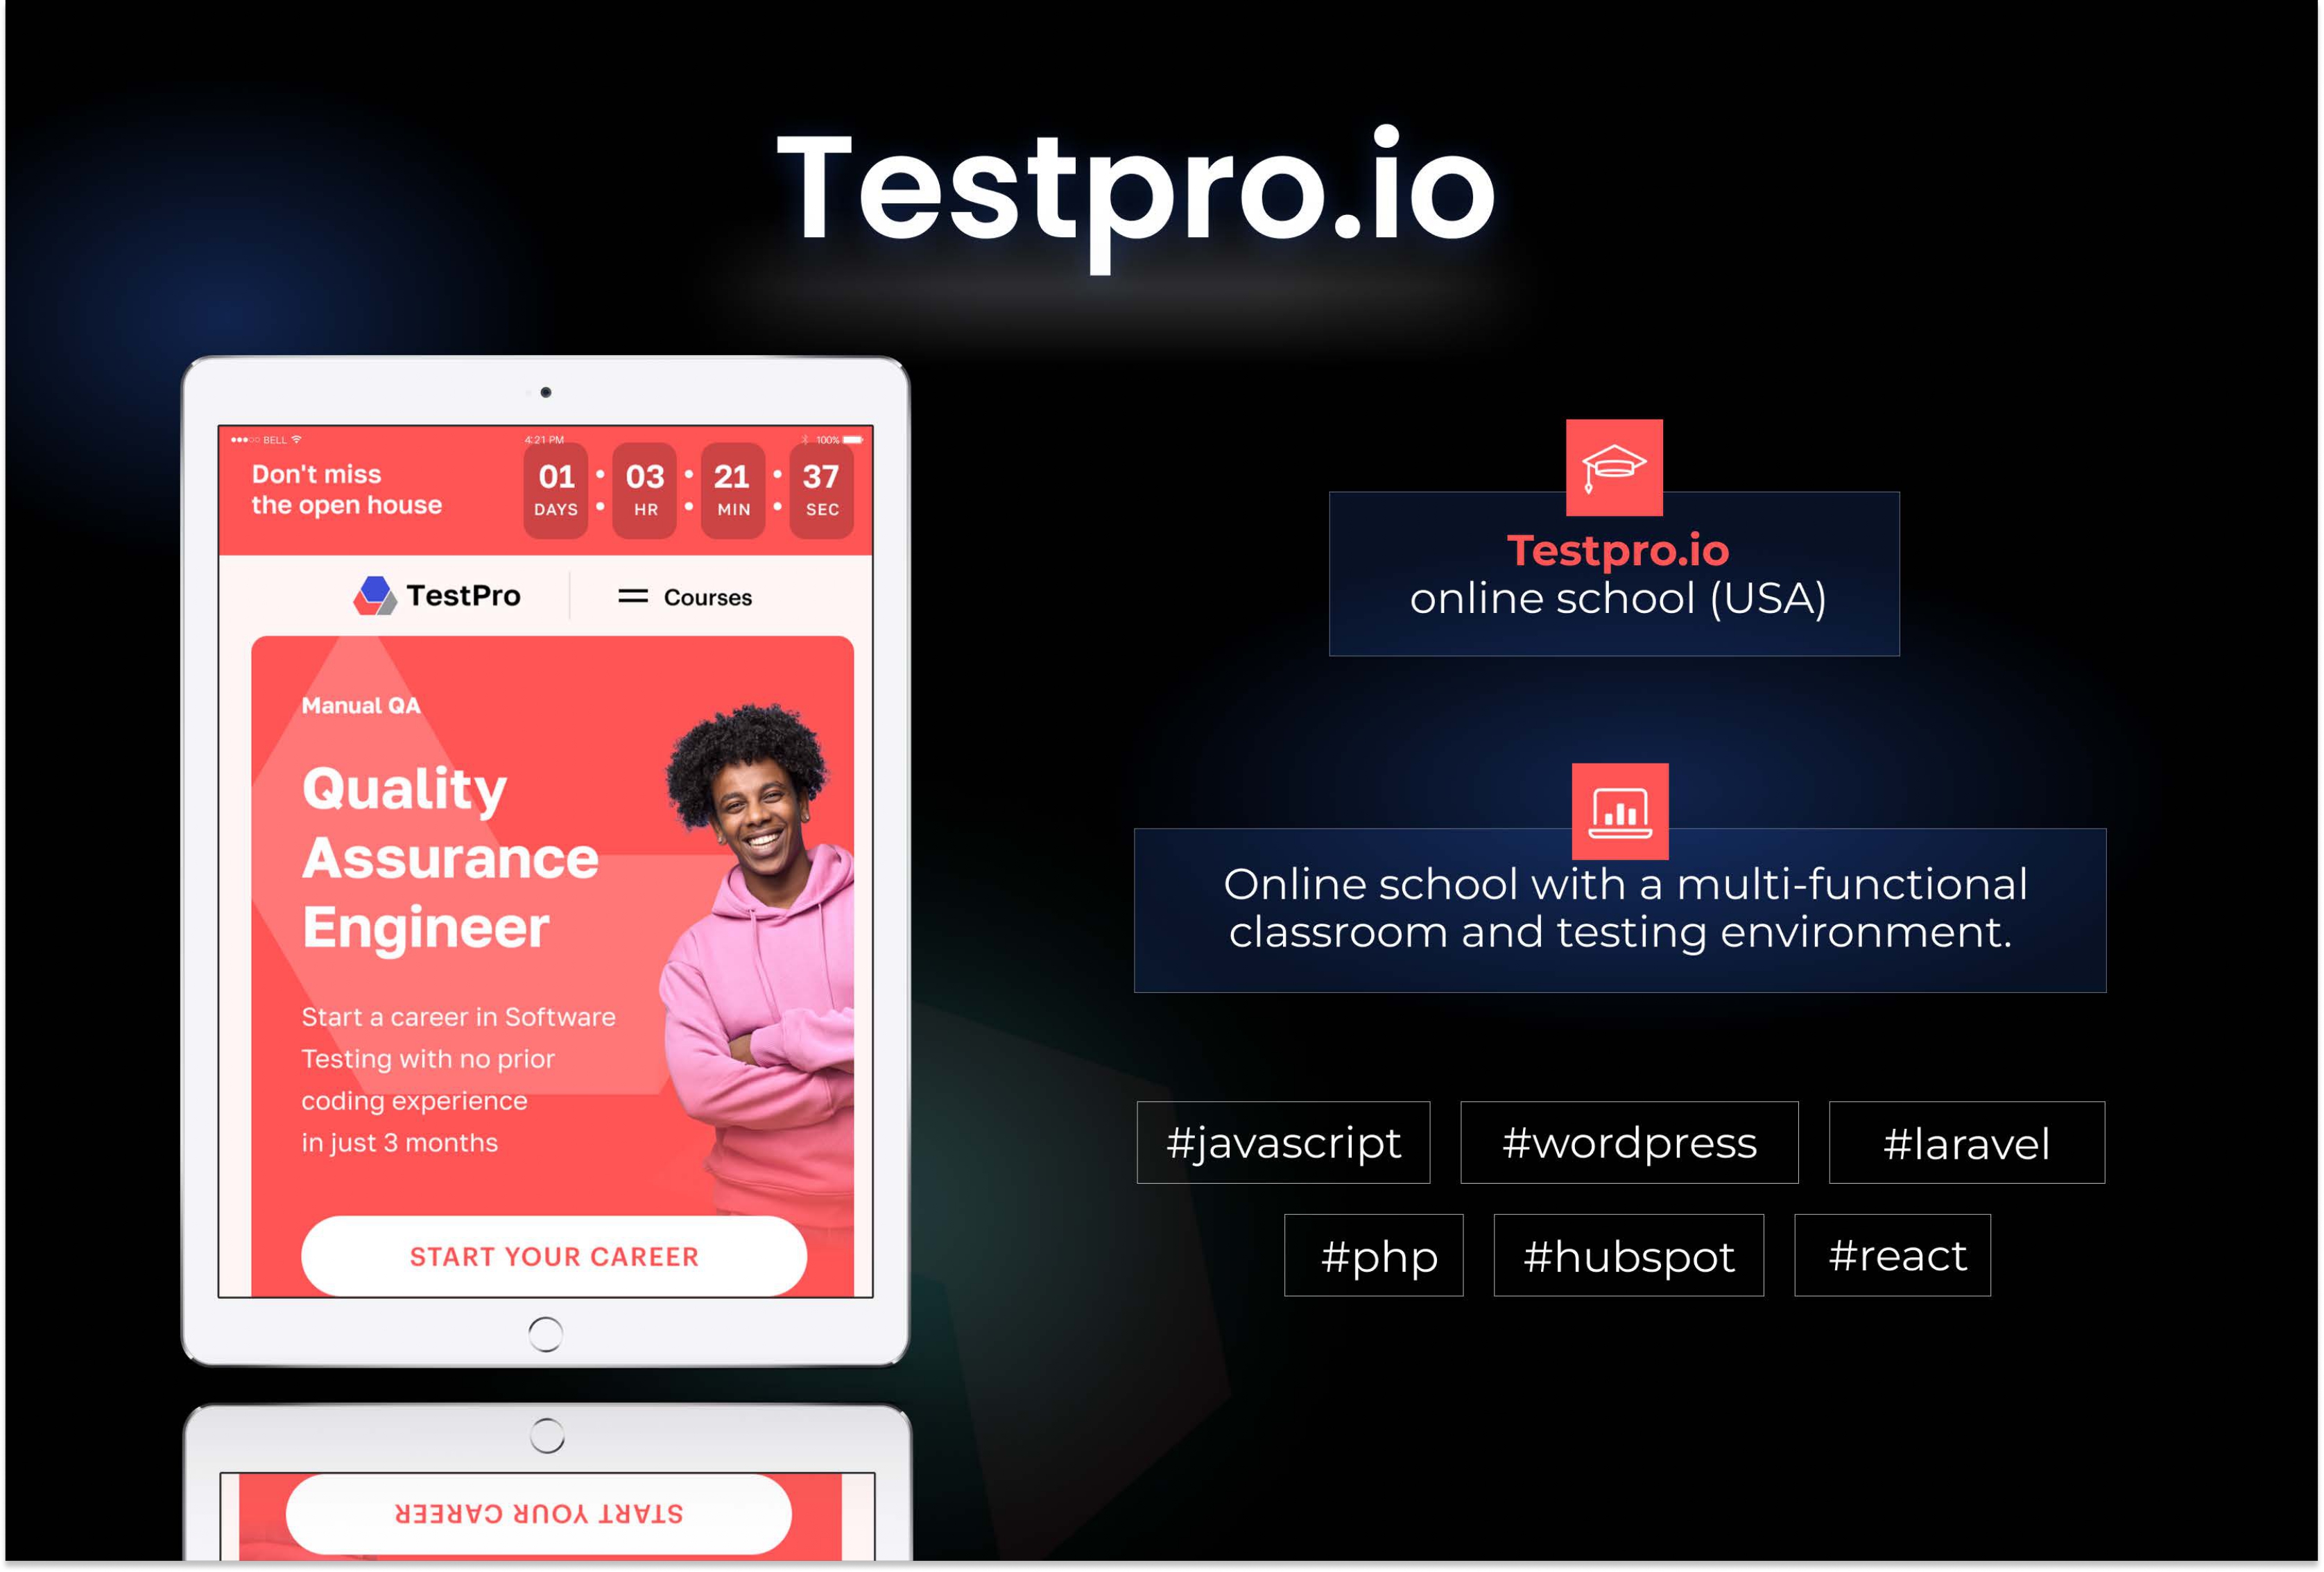 Testpro.io
BELL 4:21 PM 100%
Don't miss
the open house
01 : 03 : 21 : 37
DAYS HR MIN SEC
TestPro
Courses
Manual QA
Quality
Assurance
Engineer
Start a career in Software
Testing with no prior
coding experience
in just 3 months
START YOUR CAREER
START YOUR CAREER
Testpro.io
online school (USA)
Online school with a multi-functional
classroom and testing environment.
#javascript #wordpress #laravel
#php #hubspot #react